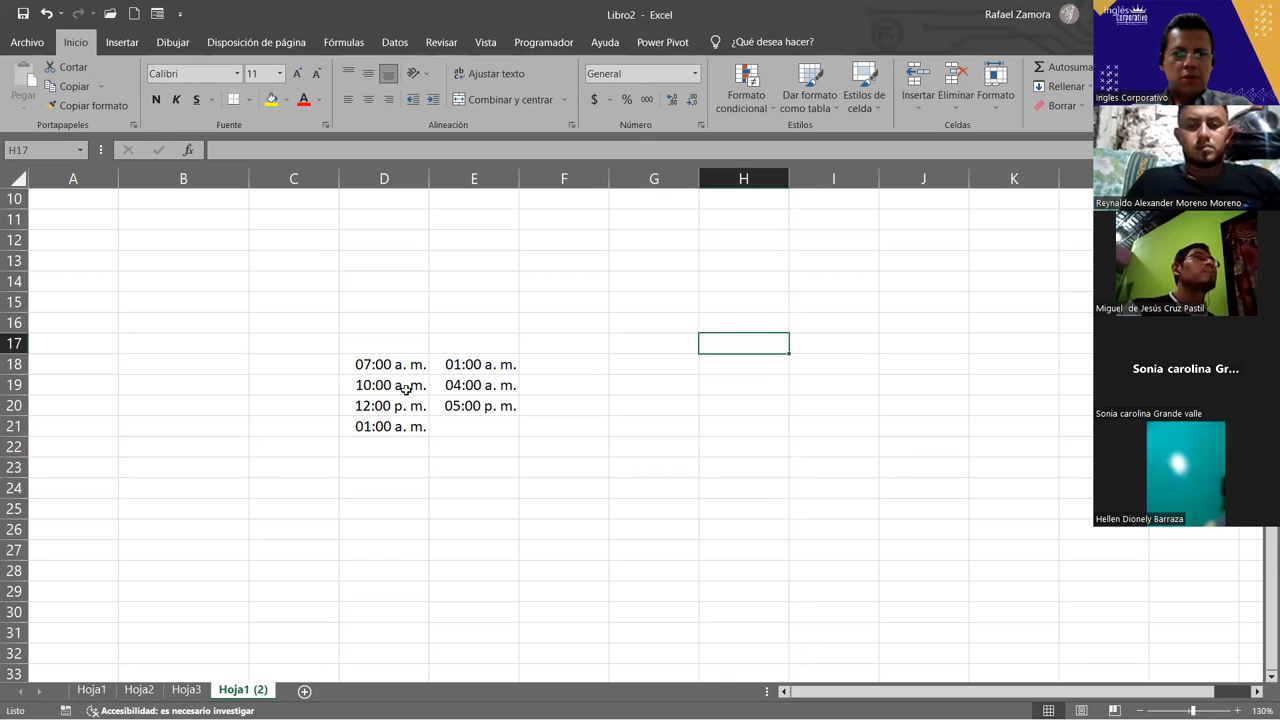 Libro2 - Excel
Rafael Zamora
Archivo Inicio Insertar Dibujar Disposición de página Fórmulas Datos Revisar Vista Programador Ayuda Power Pivot ¿Qué desea hacer?
Pegar
Cortar
Copiar
Copiar formato
Portapapeles
Calibri 11
N K S
Fuente
Ajustar texto
Combinar y centrar
Alineación
General
$ % 000
Número
Formato condicional
Dar formato como tabla
Estilos de celda
Estilos
Insertar Eliminar Formato
Celdas
Autosuma
Rellenar
Borrar
H17
fx
A B C D E F G H I J K
10
11
12
13
14
15
16
17
18 07:00 a. m. 01:00 a. m.
19 10:00 a. m. 04:00 a. m.
20 12:00 p. m. 05:00 p. m.
21 01:00 a. m.
22
23
24
25
26
27
28
29
30
31
32
33
Hoja1 Hoja2 Hoja3 Hoja1 (2)
Listo
Accesibilidad: es necesario investigar
130%
Inglés Corporativo
Ingles Corporativo
Reynaldo Alexander Moreno Moreno
Miguel de Jesús Cruz Pastil
Sonia carolina Gr...
Sonia carolina Grande valle
Hellen Dionely Barraza